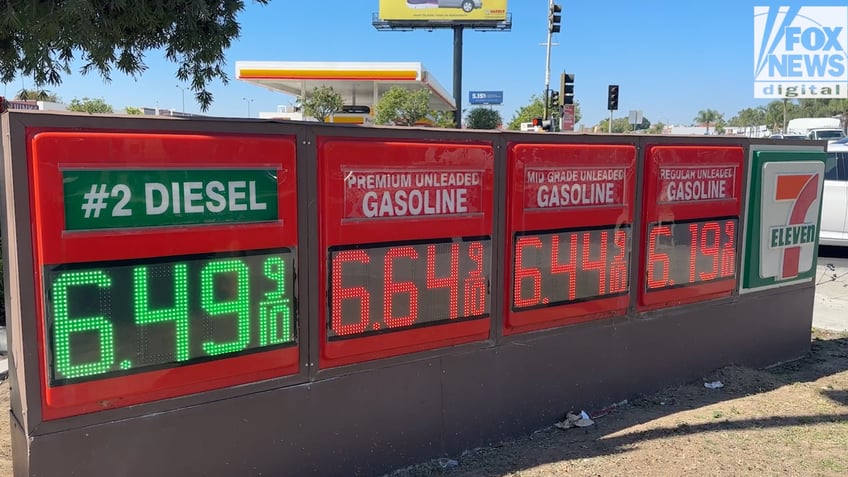 FOX
NEWS
digital
#2 DIESEL
6.49 9/10
PREMIUM UNLEADED
GASOLINE
6.64 9/10
MID GRADE UNLEADED
GASOLINE
6.44 9/10
REGULAR UNLEADED
GASOLINE
6.19 9/10
7
ELEVEN